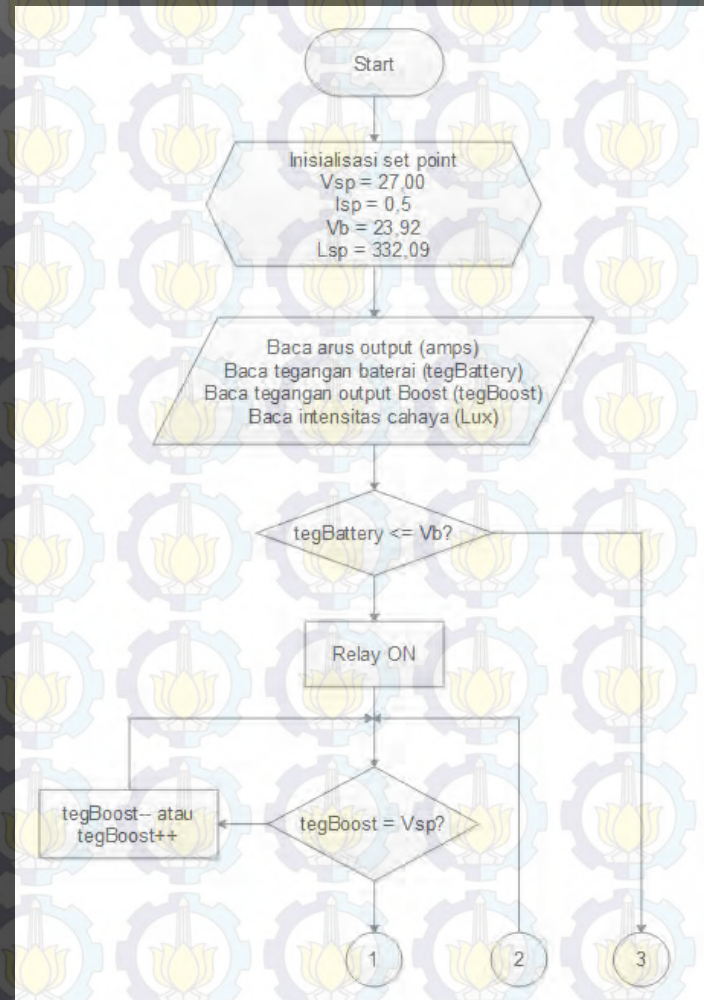 Start
Inisialisasi set point
Vsp = 27,00
Isp = 0,5
Vb = 23,92
Lsp = 332,09
Baca arus output (amps)
Baca tegangan baterai (tegBattery)
Baca tegangan output Boost (tegBoost)
Baca intensitas cahaya (Lux)
tegBattery <= Vb?
Relay ON
tegBoost-- atau
tegBoost++
tegBoost = Vsp?
1
2
3